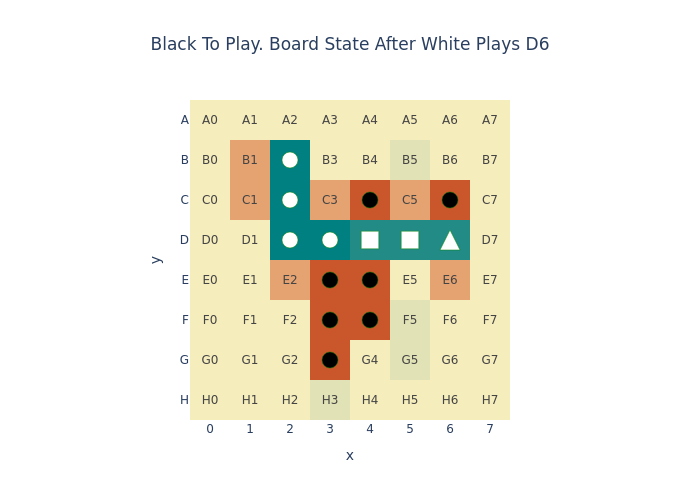 Black To Play. Board State After White Plays D6
A A0 A1 A2 A3 A4 A5 A6 A7
B B0 B1 B3 B4 B5 B6 B7
C C0 C1 C3 C5 C7
D D0 D1 D7
y
E E0 E1 E2 E5 E6 E7
F F0 F1 F2 F5 F6 F7
G G0 G1 G2 G4 G5 G6 G7
H H0 H1 H2 H3 H4 H5 H6 H7
0 1 2 3 4 5 6 7
x